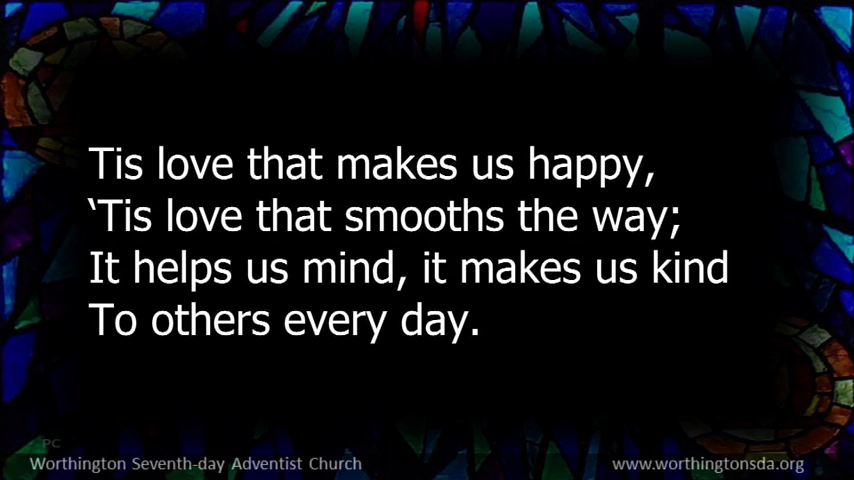 Tis love that makes us happy,
‘Tis love that smooths the way;
It helps us mind, it makes us kind
To others every day.
PC
Worthington Seventh-day Adventist Church
www.worthingtonsda.org